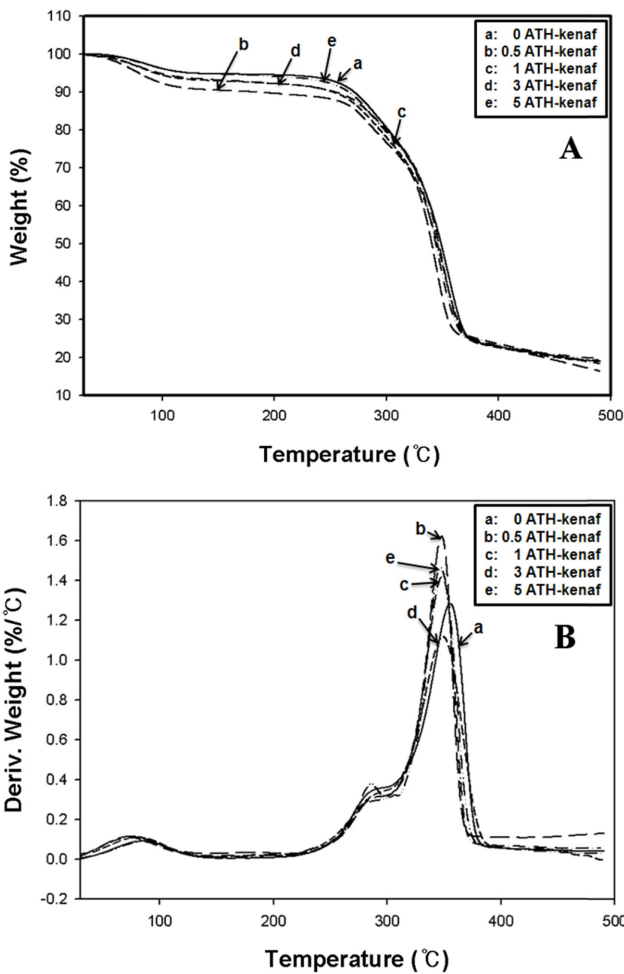 b
d
e
a
c
a: 0 ATH-kenaf
b: 0.5 ATH-kenaf
c: 1 ATH-kenaf
d: 3 ATH-kenaf
e: 5 ATH-kenaf
A
100
90
80
70
60
50
40
30
20
10
Weight (%)
100
200
300
400
500
Temperature (℃)
1.8
1.6
1.4
1.2
1.0
0.8
0.6
0.4
0.2
0.0
-0.2
Deriv. Weight (%/℃)
b
e
c
d
a
a: 0 ATH-kenaf
b: 0.5 ATH-kenaf
c: 1 ATH-kenaf
d: 3 ATH-kenaf
e: 5 ATH-kenaf
B
100
200
300
400
500
Temperature (℃)